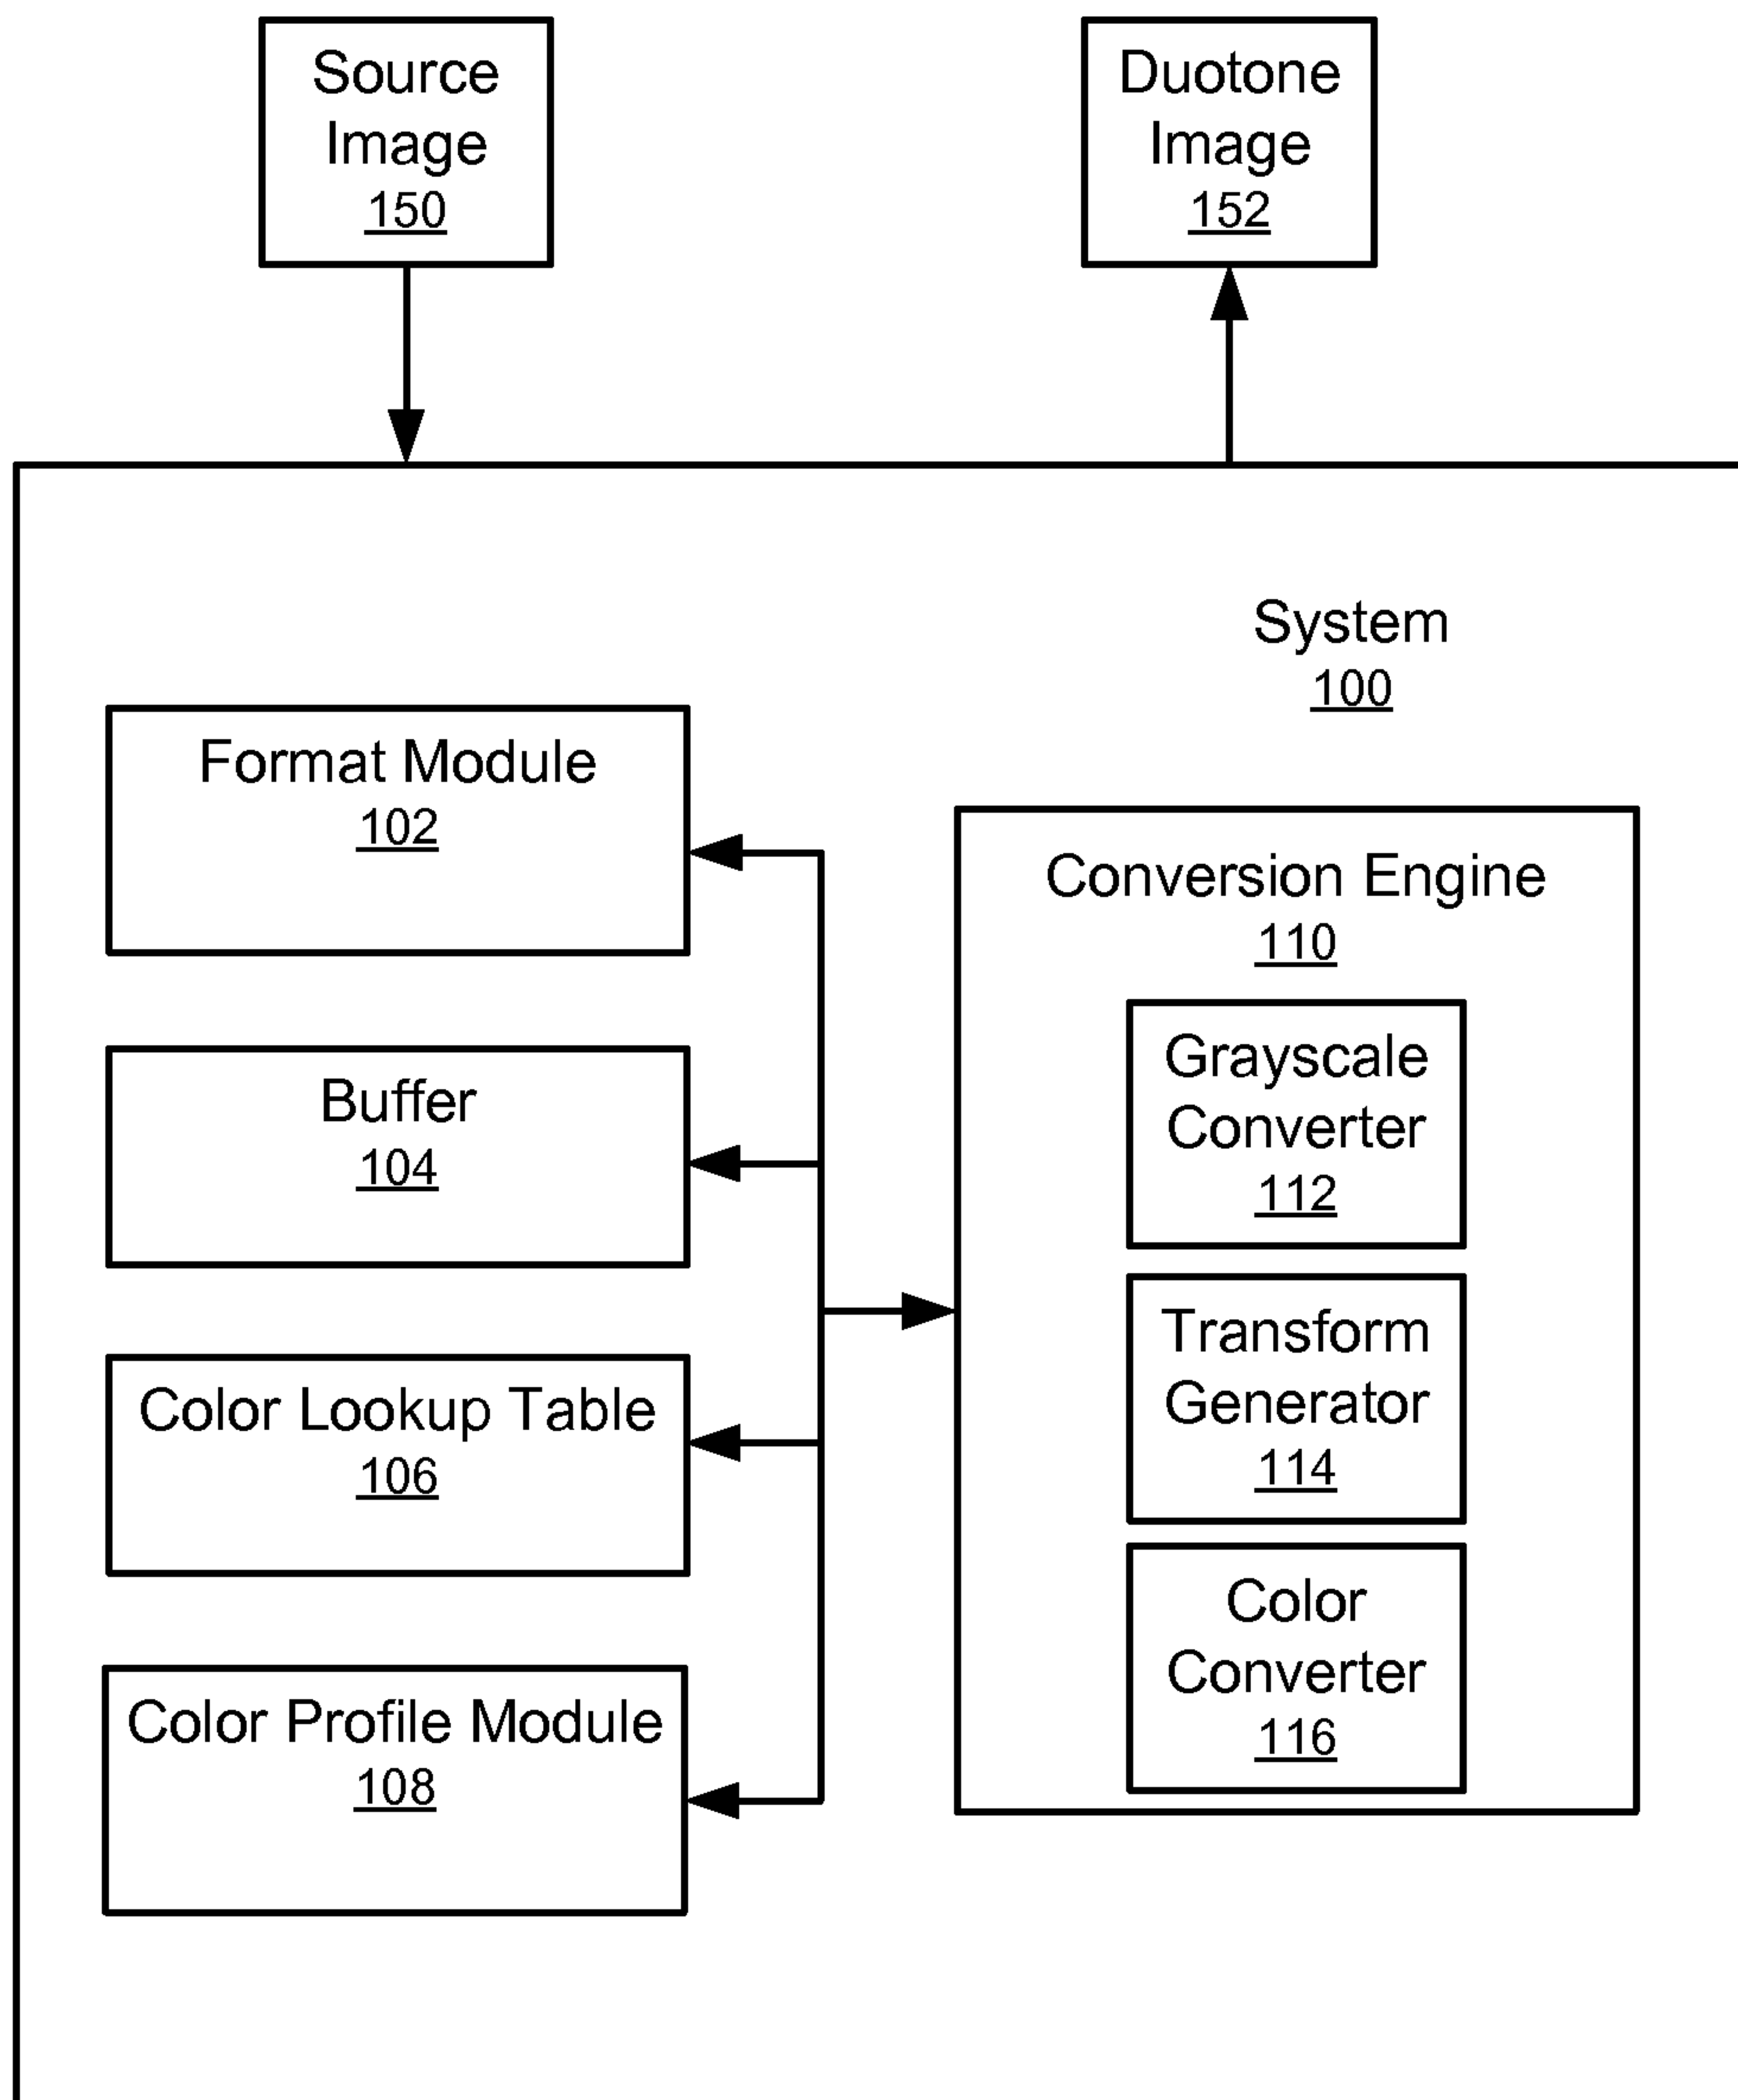 Source
Image
150
Duotone
Image
152
System
100
Format Module
102
Buffer
104
Color Lookup Table
106
Color Profile Module
108
Conversion Engine
110
Grayscale
Converter
112
Transform
Generator
114
Color
Converter
116